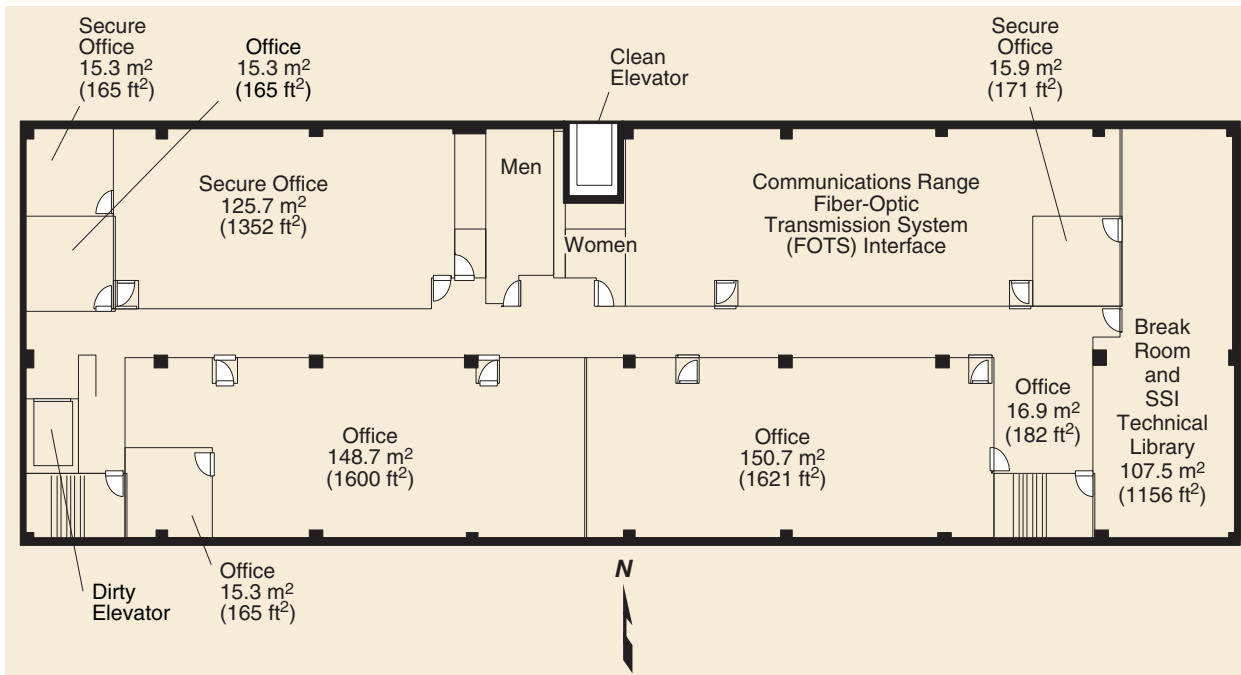 Secure
Office
15.3 m²
(165 ft²)
Office
15.3 m²
(165 ft²)
Clean
Elevator
Secure
Office
15.9 m²
(171 ft²)
Secure Office
125.7 m²
(1352 ft²)
Men
Women
Communications Range
Fiber-Optic
Transmission System
(FOTS) Interface
Break
Room
and
SSI
Technical
Library
107.5 m²
(1156 ft²)
Office
16.9 m²
(182 ft²)
Office
148.7 m²
(1600 ft²)
Office
150.7 m²
(1621 ft²)
Dirty
Elevator
Office
15.3 m²
(165 ft²)
N